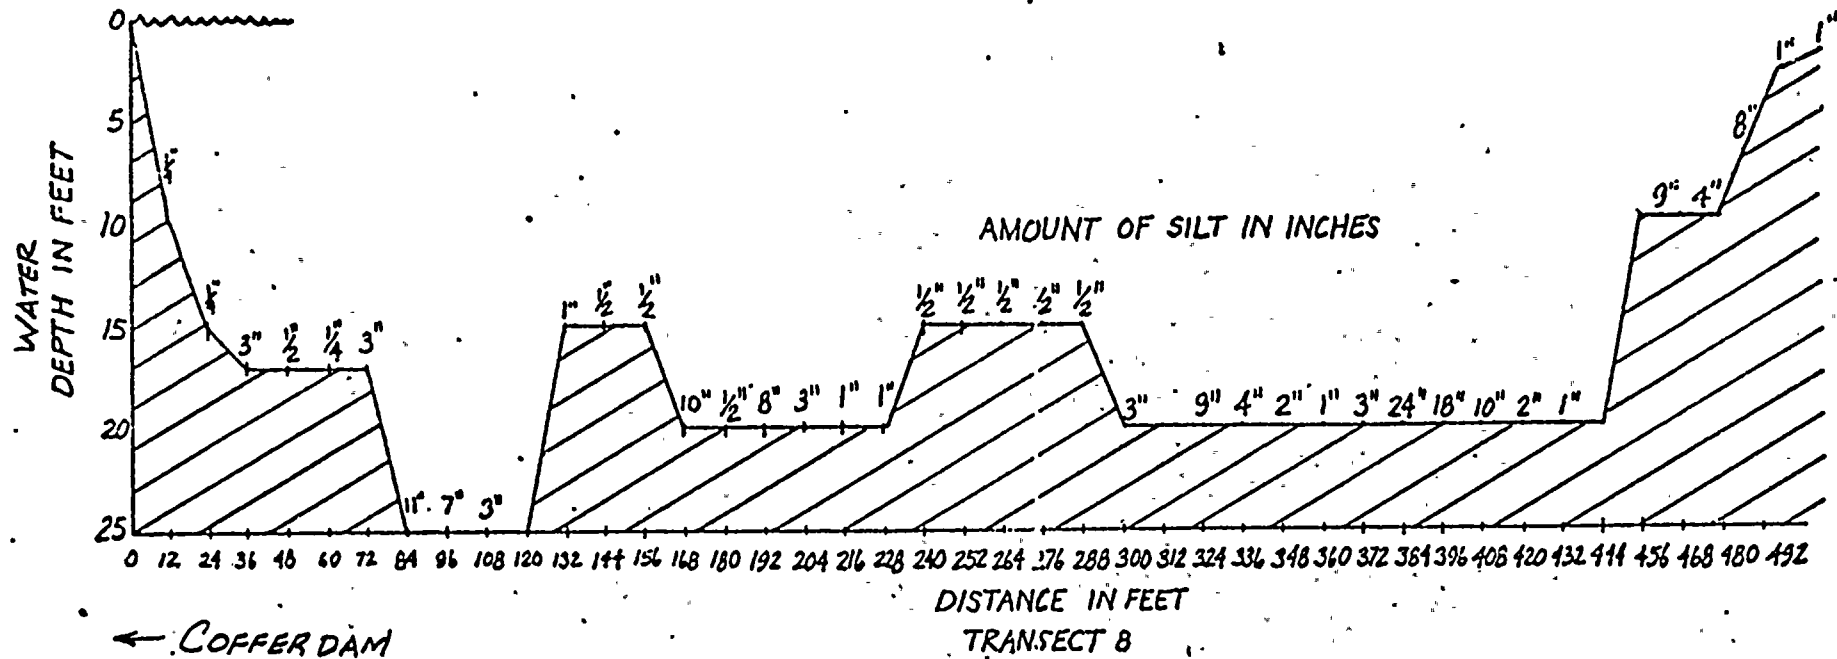 0
5
10
15
20
25
WATER
DEPTH IN FEET
1"
1"
8"
9" 4"
AMOUNT OF SILT IN INCHES
1" ½" ½"
½" ½" ½" ½" ½"
3" ½" ¼" 3"
10" ½" 8" 3" 1" 1"
3" 9" 4" 2" 1" 3" 24" 18" 10" 2" 1"
11" 7" 3"
0 12 24 36 48 60 72 84 96 108 120 132 144 156 168 180 192 204 216 228 240 252 264 276 288 300 312 324 336 348 360 372 384 396 408 420 432 444 456 468 480 492
DISTANCE IN FEET
← COFFER DAM
TRANSECT 8